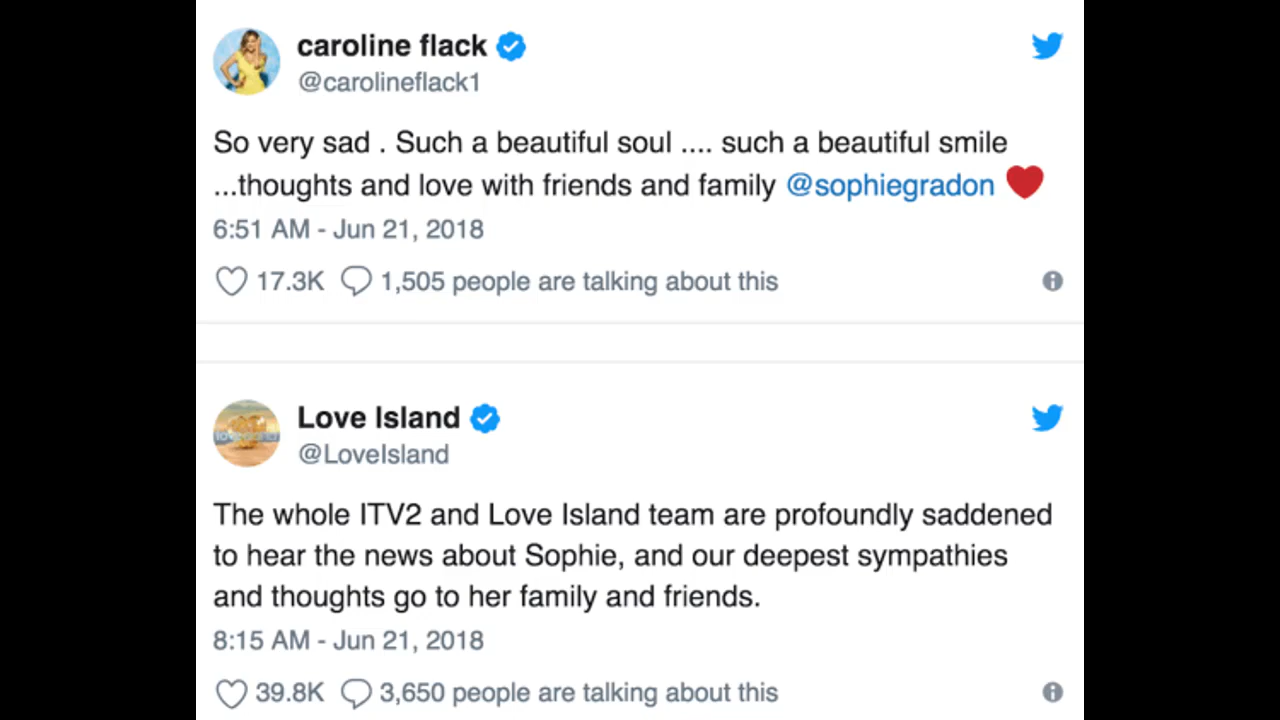 caroline flack
@carolineflack1
So very sad . Such a beautiful soul .... such a beautiful smile
...thoughts and love with friends and family @sophiegradon ❤️
6:51 AM - Jun 21, 2018
17.3K 1,505 people are talking about this
Love Island
@LoveIsland
The whole ITV2 and Love Island team are profoundly saddened
to hear the news about Sophie, and our deepest sympathies
and thoughts go to her family and friends.
8:15 AM - Jun 21, 2018
39.8K 3,650 people are talking about this